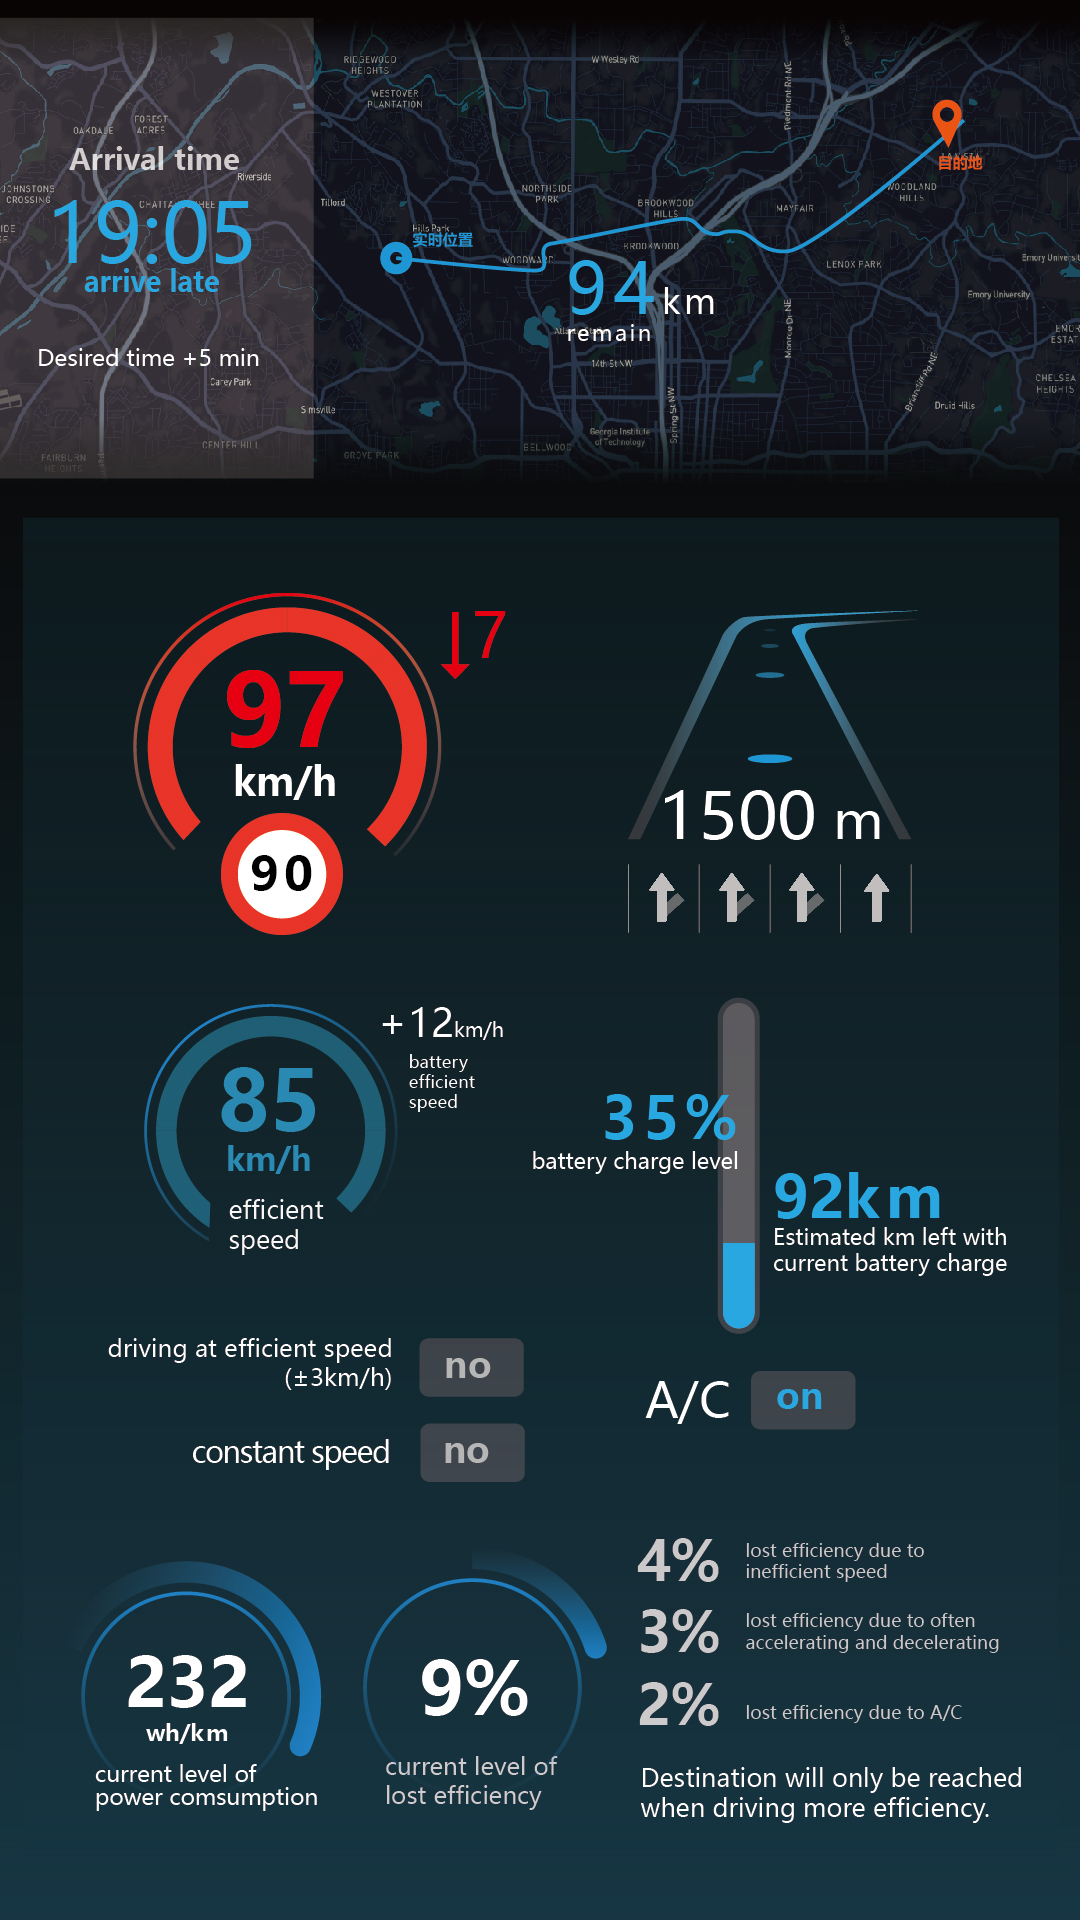 RIDGEWOOD
HEIGHTS
W Wesley Rd
WESTOVER
PLANTATION
Piedmont Rd NE
FOREST
ACRES
OAKDALE
Arrival time
Riverside
JOHNSTONS
CROSSING
19:05
arrive late
Desired time +5 min
Carey Park
CENTER HILL
FAIRBURN
HEIGHTS
Tilford
NORTHSIDE
PARK
BROOKWOOD
HILLS
MAYFAIR
WOODLAND
HILLS
目的地
Hills Park
实时位置
WOODWARD
BROOKWOOD
LENOX PARK
Emory University
Emory University
94 km
remain
14th St NW
Monroe Dr NE
Spring St NW
Briarcliff Rd NE
CHELSEA
HEIGHTS
Druid Hills
Simsville
Georgia Institute
of Technology
BELLWOOD
GROVE PARK
97
km/h
↓7
90
1500 m
85
km/h
efficient
speed
+12km/h
battery
efficient
speed
35%
battery charge level
92km
Estimated km left with
current battery charge
driving at efficient speed
(±3km/h)
no
constant speed
no
A/C
on
232
wh/km
current level of
power comsumption
9%
current level of
lost efficiency
4%
lost efficiency due to
inefficient speed
3%
lost efficiency due to often
accelerating and decelerating
2%
lost efficiency due to A/C
Destination will only be reached
when driving more efficiency.